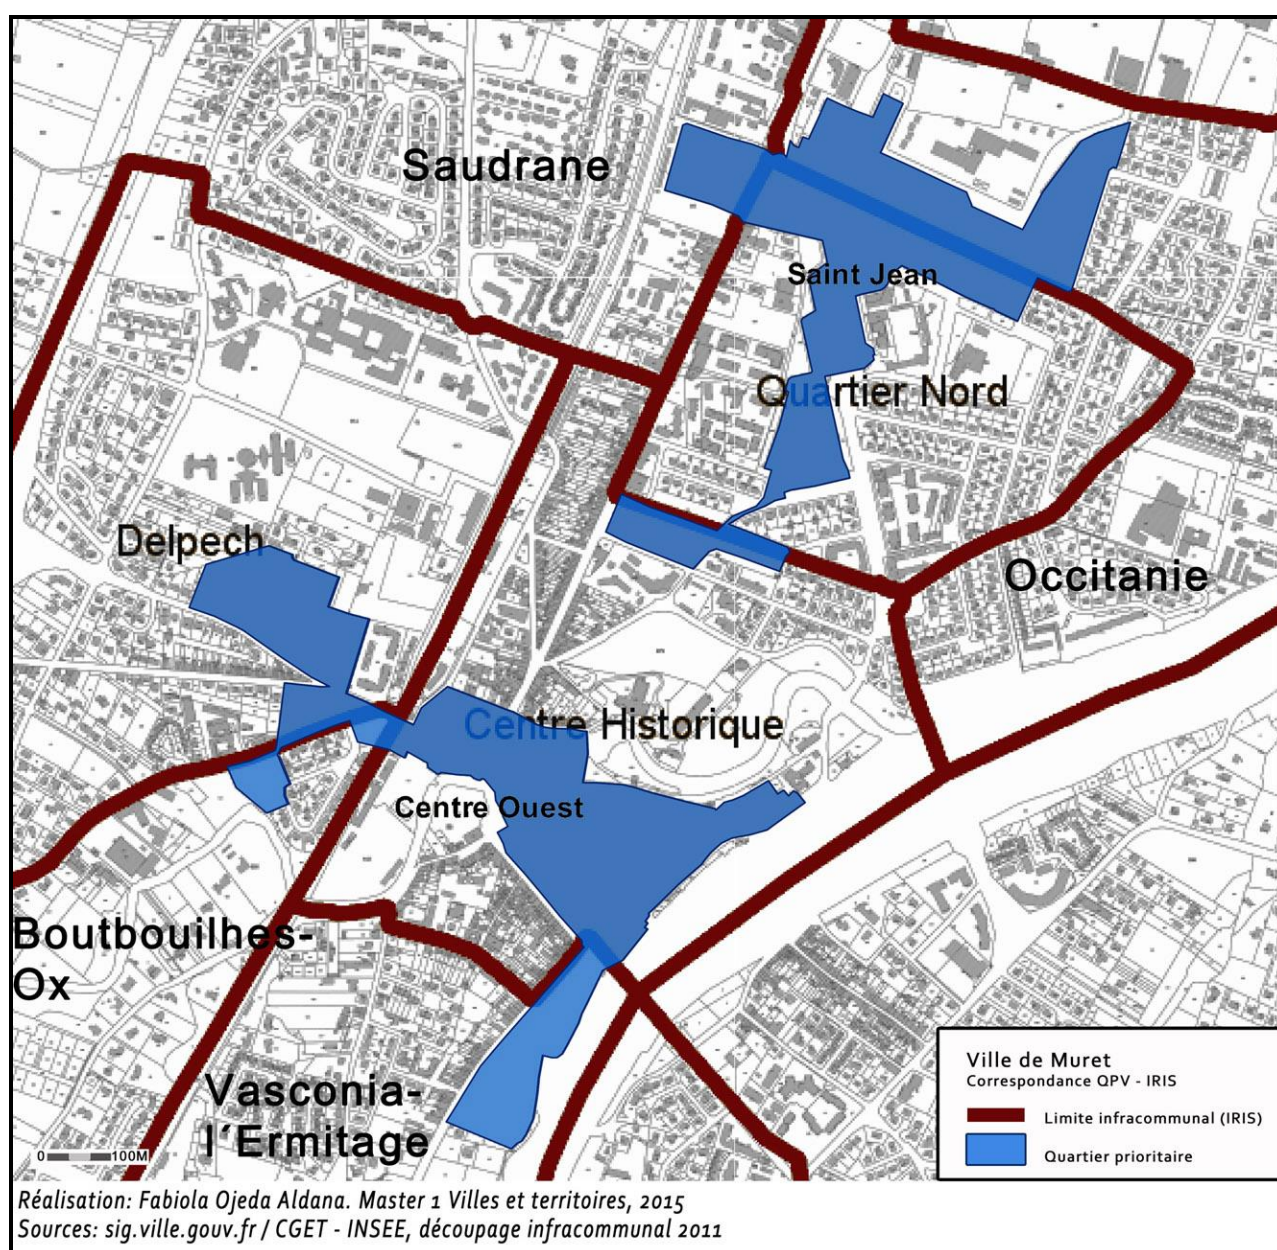 Saudrane
Saint Jean
Quartier Nord
Delpech
Occitanie
Centre Historique
Centre Ouest
Boutbouilhes-
Ox
Vasconia-
l´Ermitage
0 100M
Ville de Muret
Correspondance QPV - IRIS
Limite infracommunal (IRIS)
Quartier prioritaire
Réalisation: Fabiola Ojeda Aldana. Master 1 Villes et territoires, 2015
Sources: sig.ville.gouv.fr / CGET - INSEE, découpage infracommunal 2011